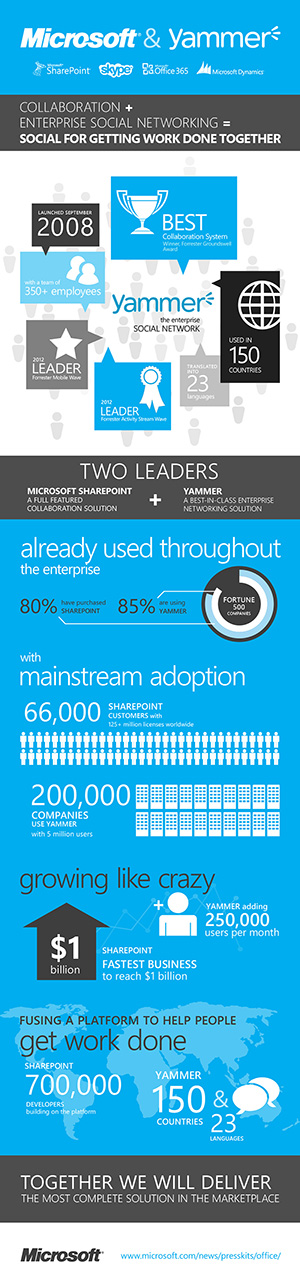 Microsoft & yammer
Microsoft SharePoint skype Microsoft Office 365 Microsoft Dynamics
COLLABORATION +
ENTERPRISE SOCIAL NETWORKING =
SOCIAL FOR GETTING WORK DONE TOGETHER
LAUNCHED SEPTEMBER
2008
BEST
Collaboration System
Winner, Forrester Groundswell
Award
with a team of
350+ employees
yammer
the enterprise
SOCIAL NETWORK
USED IN
150
COUNTRIES
2012
LEADER
Forrester Mobile Wave
2012
LEADER
Forrester Activity Stream Wave
TRANSLATED
INTO
23
languages
TWO LEADERS
MICROSOFT SHAREPOINT
A FULL FEATURED
COLLABORATION SOLUTION
+
YAMMER
A BEST-IN-CLASS ENTERPRISE
NETWORKING SOLUTION
already used throughout
the enterprise
80% have purchased
SHAREPOINT
85% are using
YAMMER
FORTUNE
500
COMPANIES
with
mainstream adoption
66,000 SHAREPOINT
CUSTOMERS with
125+ million licenses worldwide
200,000
COMPANIES
USE YAMMER
with 5 million users
growing like crazy
$1
billion
+
YAMMER adding
250,000
users per month
SHAREPOINT
FASTEST BUSINESS
to reach $1 billion
FUSING A PLATFORM TO HELP PEOPLE
get work done
SHAREPOINT
700,000
DEVELOPERS
building on the platform
YAMMER
150
COUNTRIES
&
23
LANGUAGES
TOGETHER WE WILL DELIVER
THE MOST COMPLETE SOLUTION IN THE MARKETPLACE
Microsoft
www.microsoft.com/news/presskits/office/